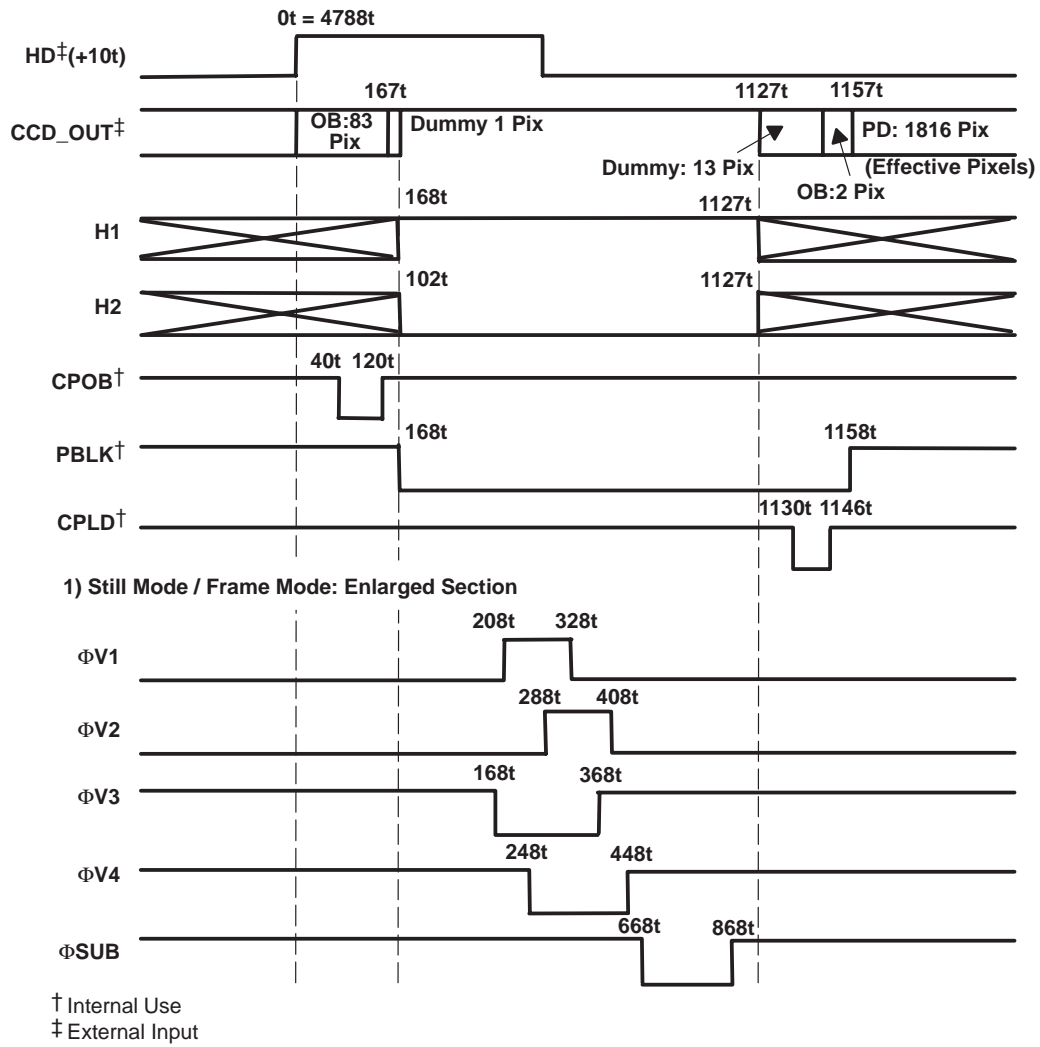 0t = 4788t
HD‡(+10t)
167t
1127t
1157t
CCD_OUT‡
OB:83
Pix
Dummy 1 Pix
PD: 1816 Pix
Dummy: 13 Pix
(Effective Pixels)
OB:2 Pix
168t
1127t
H1
102t
1127t
H2
40t 120t
CPOB†
168t
1158t
PBLK†
1130t 1146t
CPLD†
1) Still Mode / Frame Mode: Enlarged Section
208t 328t
ΦV1
288t 408t
ΦV2
168t 368t
ΦV3
248t 448t
ΦV4
668t 868t
ΦSUB
† Internal Use
‡ External Input